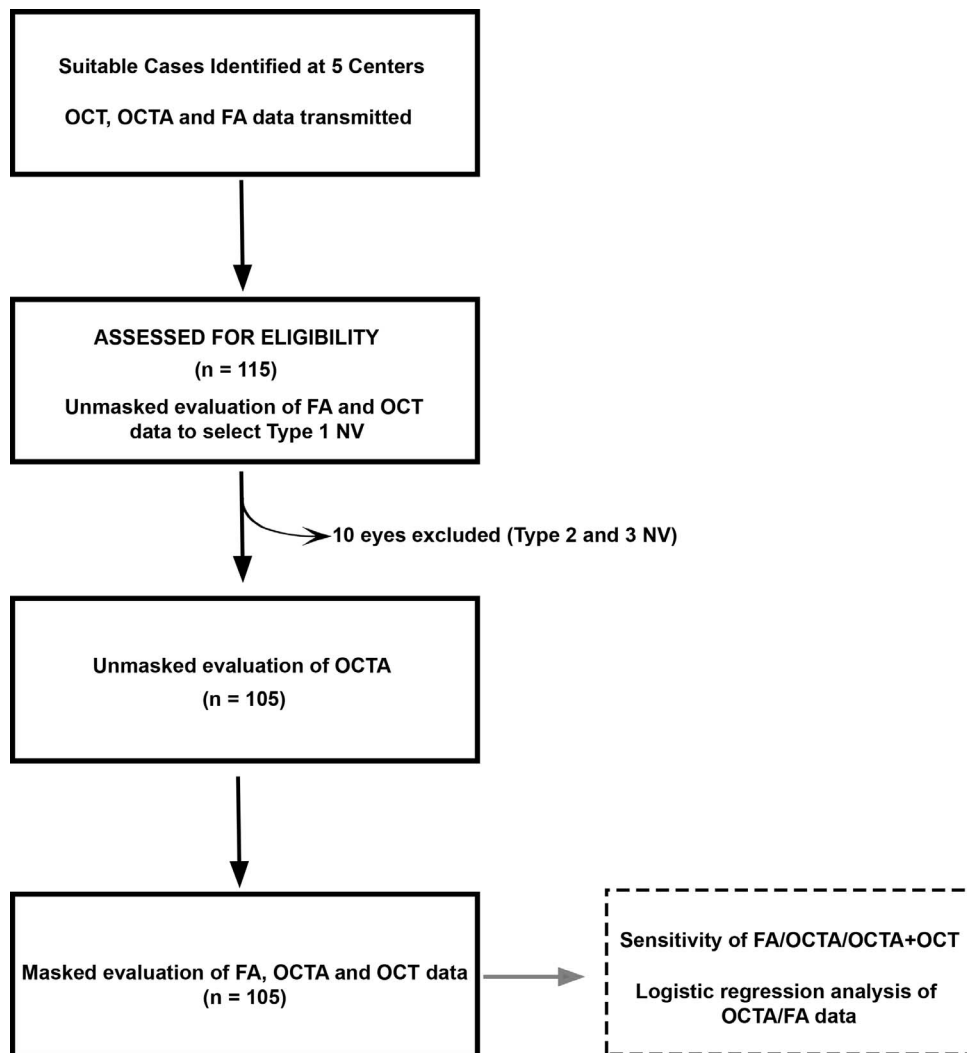 Suitable Cases Identified at 5 Centers
OCT, OCTA and FA data transmitted
ASSESSED FOR ELIGIBILITY
(n = 115)
Unmasked evaluation of FA and OCT
data to select Type 1 NV
10 eyes excluded (Type 2 and 3 NV)
Unmasked evaluation of OCTA
(n = 105)
Masked evaluation of FA, OCTA and OCT data
(n = 105)
Sensitivity of FA/OCTA/OCTA+OCT
Logistic regression analysis of
OCTA/FA data